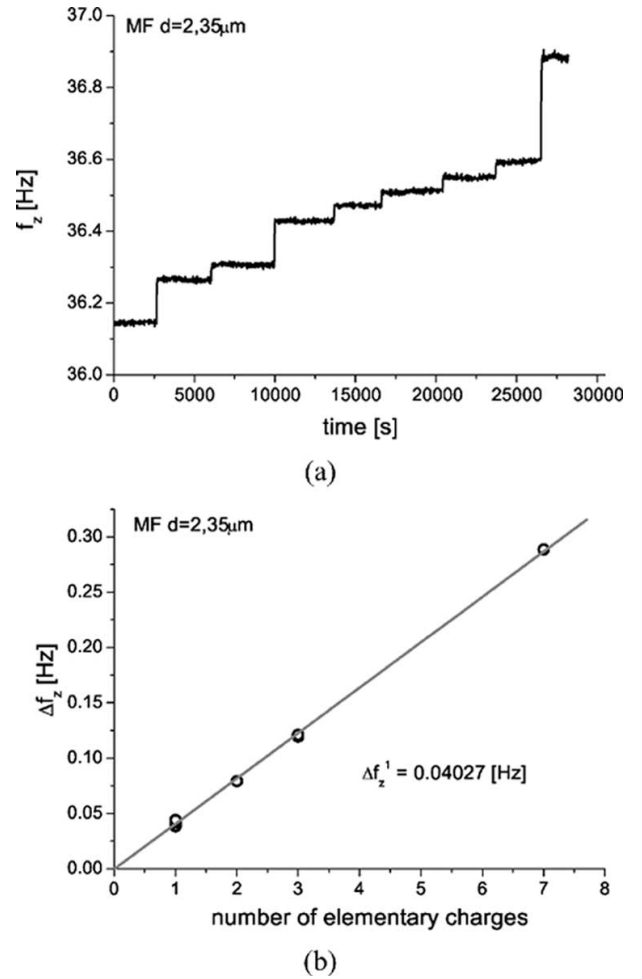 MF d=2,35μm
37.0
36.8
36.6
36.4
36.2
36.0
f_z [Hz]
0 5000 10000 15000 20000 25000 30000
time [s]
(a)
MF d=2,35μm
0.30
0.25
0.20
0.15
0.10
0.05
0.00
Δf_z [Hz]
Δf_z^1 = 0.04027 [Hz]
0 1 2 3 4 5 6 7 8
number of elementary charges
(b)